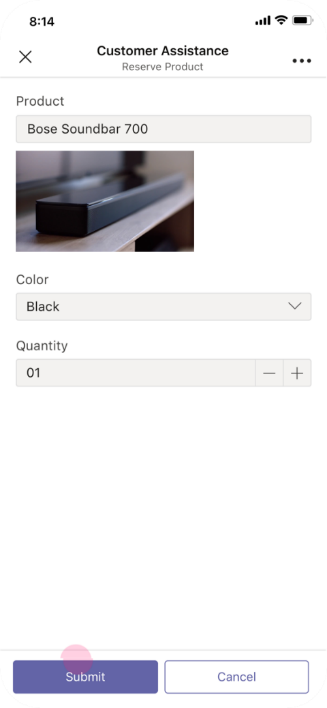 8:14
Customer Assistance
Reserve Product
Product
Bose Soundbar 700
Color
Black
Quantity
01
Submit Cancel